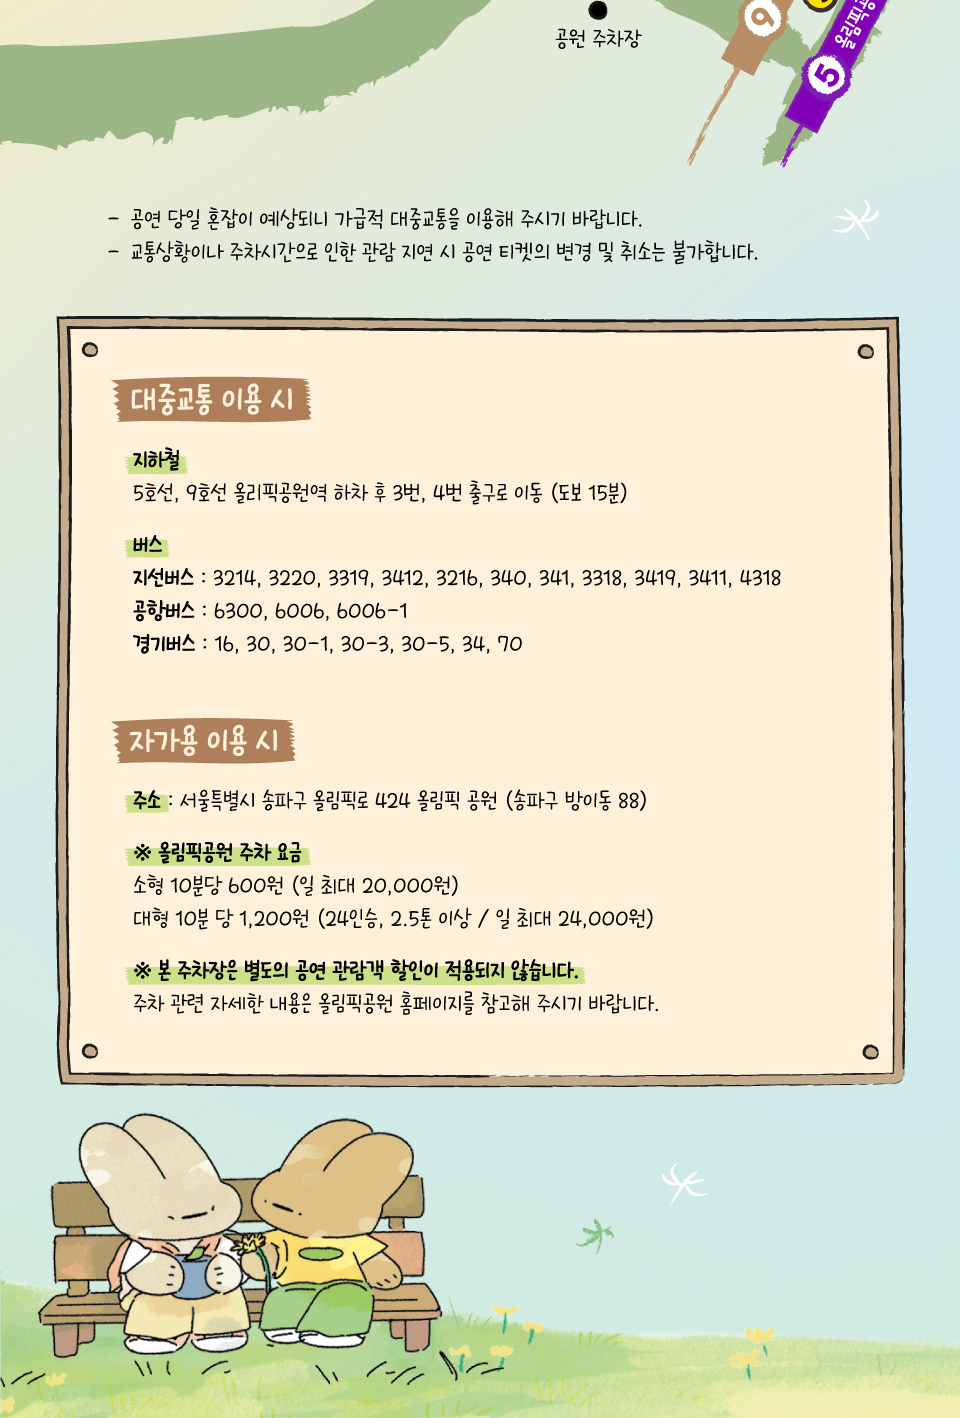 공원 주차장
9
5
올림픽공
- 공연 당일 혼잡이 예상되니 가급적 대중교통을 이용해 주시기 바랍니다.
- 교통상황이나 주차시간으로 인한 관람 지연 시 공연 티켓의 변경 및 취소는 불가합니다.
대중교통 이용 시
지하철
5호선, 9호선 올리픽공원역 하차 후 3번, 4번 출구로 이동 (도보 15분)
버스
지선버스 : 3214, 3220, 3319, 3412, 3216, 340, 341, 3318, 3419, 3411, 4318
공항버스 : 6300, 6006, 6006-1
경기버스 : 16, 30, 30-1, 30-3, 30-5, 34, 70
자가용 이용 시
주소 : 서울특별시 송파구 올림픽로 424 올림픽 공원 (송파구 방이동 88)
※ 올림픽공원 주차 요금
소형 10분당 600원 (일 최대 20,000원)
대형 10분 당 1,200원 (24인승, 2.5톤 이상 / 일 최대 24,000원)
※ 본 주차장은 별도의 공연 관람객 할인이 적용되지 않습니다.
주차 관련 자세한 내용은 올림픽공원 홈페이지를 참고해 주시기 바랍니다.